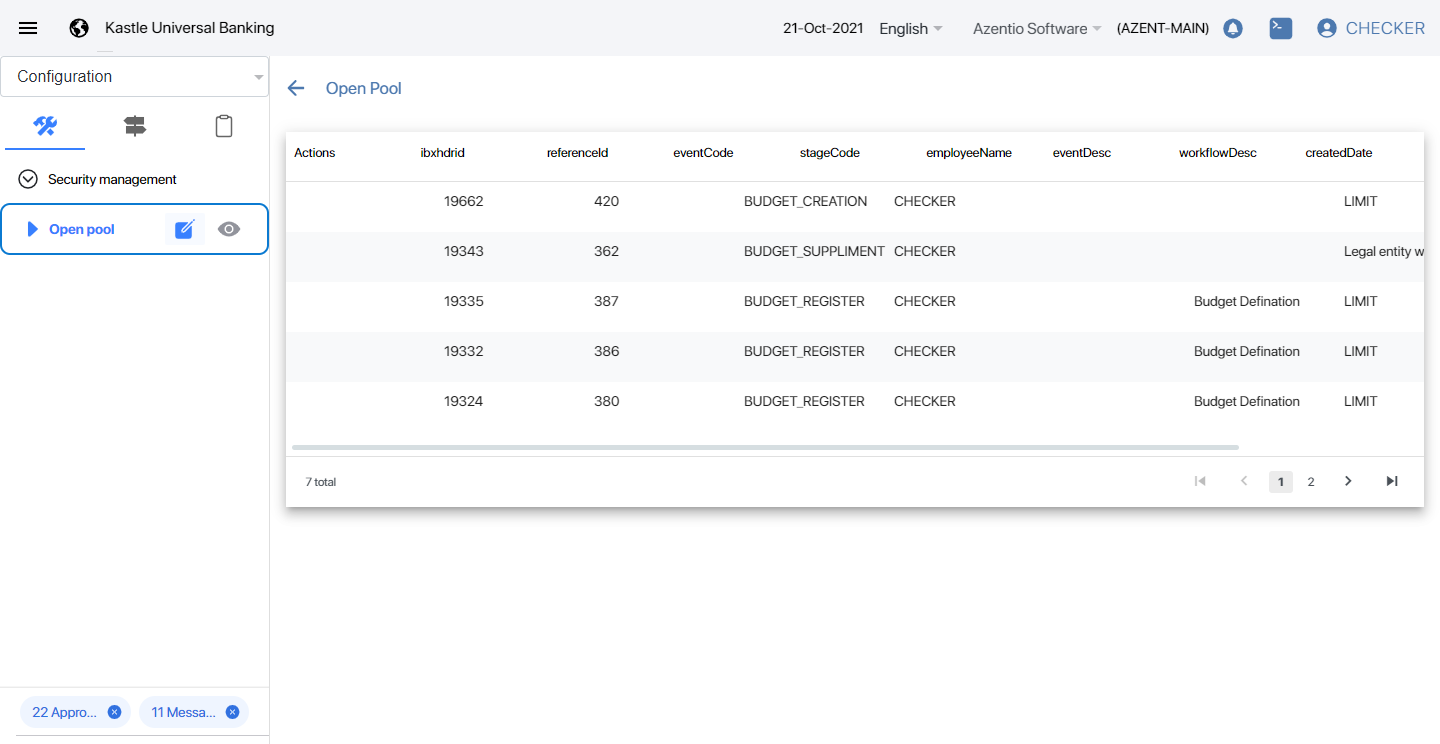 Kastle Universal Banking 21-Oct-2021 English Azentio Software (AZENT-MAIN) CHECKER
Configuration
Security management
Open pool
22 Appro...
11 Messa...
Open Pool
Actions ibxhdrid referenceId eventCode stageCode employeeName eventDesc workflowDesc createdDate
19662 420 BUDGET_CREATION CHECKER LIMIT
19343 362 BUDGET_SUPPLIMENT CHECKER Legal entity w
19335 387 BUDGET_REGISTER CHECKER Budget Defination LIMIT
19332 386 BUDGET_REGISTER CHECKER Budget Defination LIMIT
19324 380 BUDGET_REGISTER CHECKER Budget Defination LIMIT
7 total 1 2